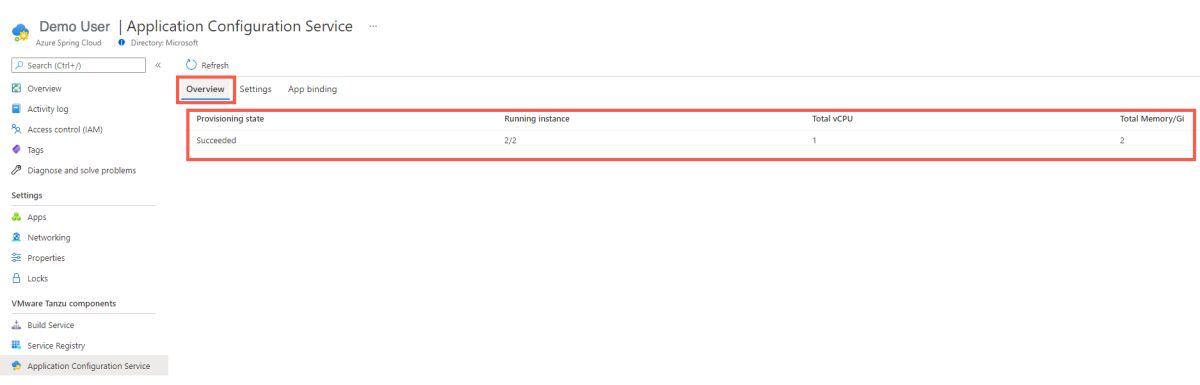 Demo User | Application Configuration Service ...
Azure Spring Cloud Directory: Microsoft
Search (Ctrl+/) «
Overview
Activity log
Access control (IAM)
Tags
Diagnose and solve problems
Settings
Apps
Networking
Properties
Locks
VMware Tanzu components
Build Service
Service Registry
Application Configuration Service
Refresh
Overview Settings App binding
Provisioning state Running instance Total vCPU Total Memory/Gi
Succeeded 2/2 1 2